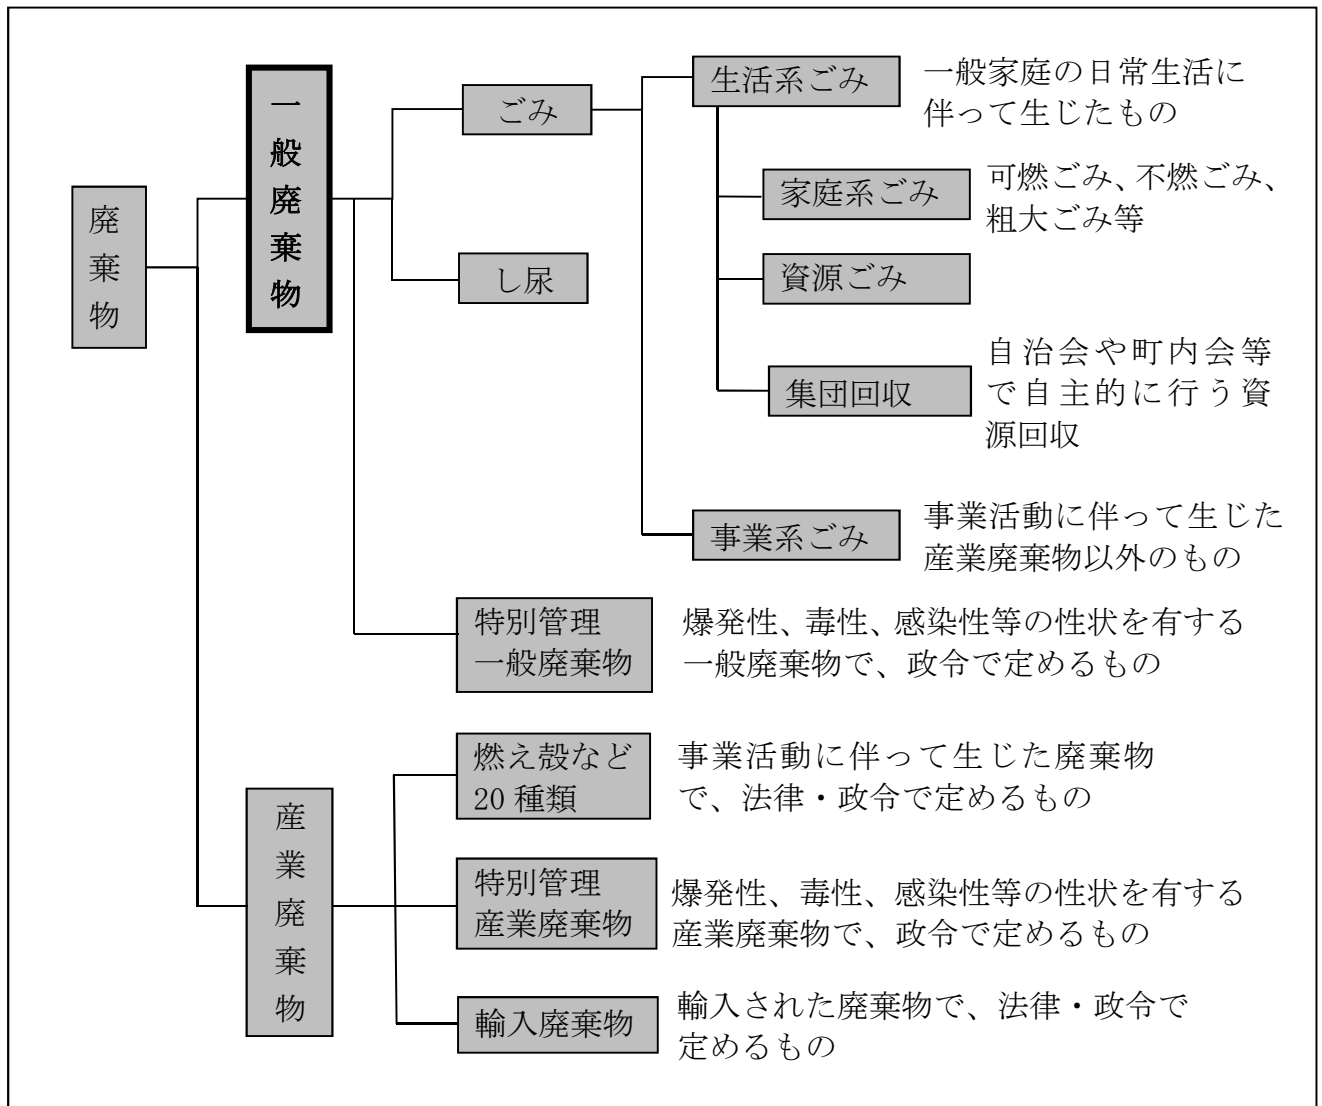 廃棄物
一般廃棄物
ごみ
生活系ごみ
一般家庭の日常生活に
伴って生じたもの
家庭系ごみ
可燃ごみ、不燃ごみ、
粗大ごみ等
資源ごみ
集団回収
自治会や町内会等
で自主的に行う資
源回収
事業系ごみ
事業活動に伴って生じた
産業廃棄物以外のもの
し尿
特別管理
一般廃棄物
爆発性、毒性、感染性等の性状を有する
一般廃棄物で、政令で定めるもの
産業廃棄物
燃え殻など
20 種類
事業活動に伴って生じた廃棄物
で、法律・政令で定めるもの
特別管理
産業廃棄物
爆発性、毒性、感染性等の性状を有する
産業廃棄物で、政令で定めるもの
輸入廃棄物
輸入された廃棄物で、法律・政令で
定めるもの